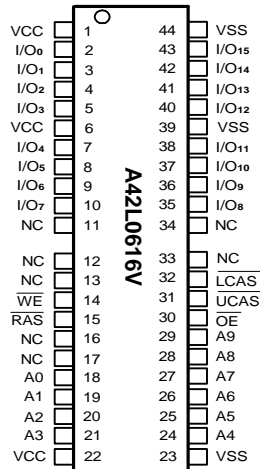 VCC 1 44 VSS
I/O0 2 43 I/O15
I/O1 3 42 I/O14
I/O2 4 41 I/O13
I/O3 5 40 I/O12
VCC 6 39 VSS
I/O4 7 38 I/O11
I/O5 8 37 I/O10
I/O6 9 36 I/O9
I/O7 10 35 I/O8
NC 11 34 NC
A42L0616V
NC 12 33 NC
NC 13 32 LCAS
WE 14 31 UCAS
RAS 15 30 OE
NC 16 29 A9
NC 17 28 A8
A0 18 27 A7
A1 19 26 A6
A2 20 25 A5
A3 21 24 A4
VCC 22 23 VSS